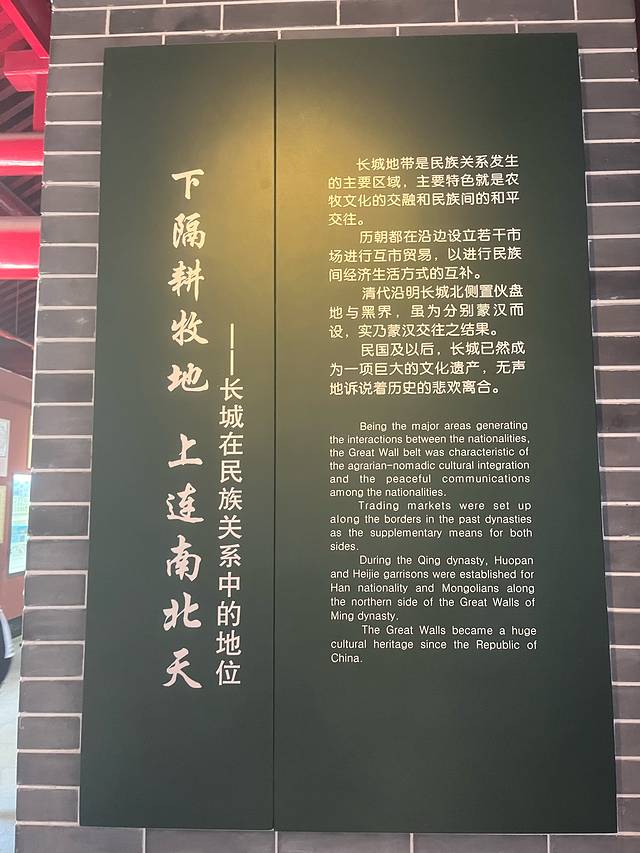 下隔耕牧地 上连南北天
——长城在民族关系中的地位
长城地带是民族关系发生
的主要区域，主要特色就是农
牧文化的交融和民族间的和平
交往。
历朝都在沿边设立若干市
场进行互市贸易，以进行民族
间经济生活方式的互补。
清代沿明长城北侧置伙盘
地与黑界，虽为分别蒙汉而
设，实乃蒙汉交往之结果。
民国及以后，长城已然成
为一项巨大的文化遗产，无声
地诉说着历史的悲欢离合。
Being the major areas generating
the interactions between the nationalities,
the Great Wall belt was characteristic of
the agrarian-nomadic cultural integration
and the peaceful communications
among the nationalities.
Trading markets were set up
along the borders in the past dynasties
as the supplementary means for both
sides.
During the Qing dynasty, Huopan
and Heijie garrisons were established for
Han nationality and Mongolians along
the northern side of the Great Walls of
Ming dynasty.
The Great Walls became a huge
cultural heritage since the Republic of
China.